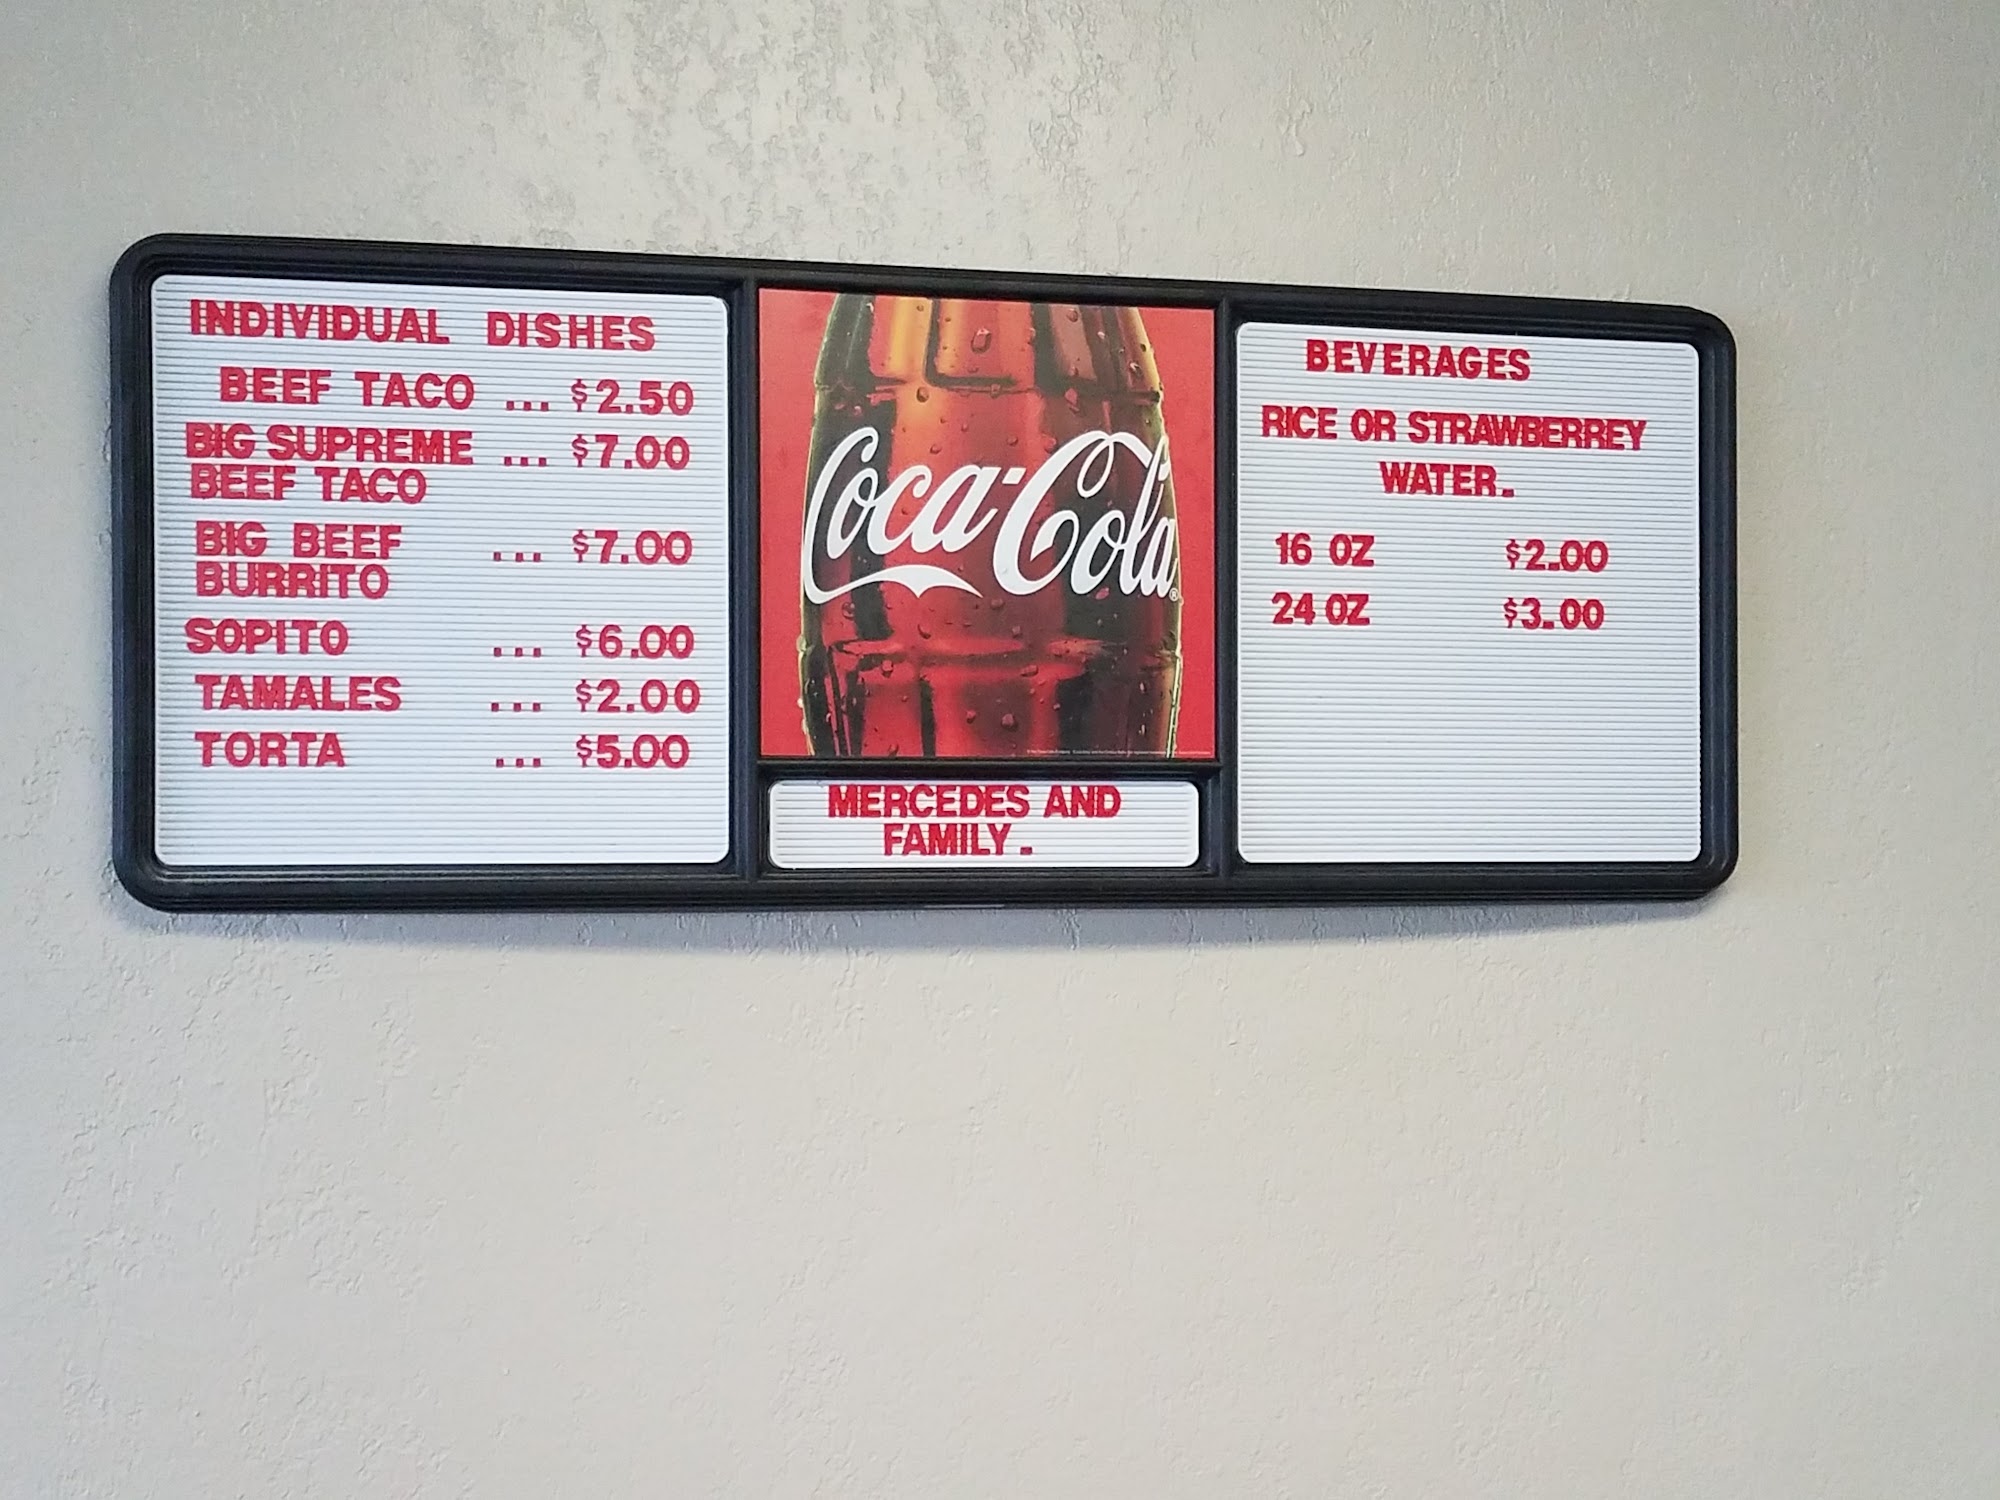 INDIVIDUAL DISHES
BEEF TACO ... $2.50
BIG SUPREME ... $7.00
BEEF TACO
BIG BEEF ... $7.00
BURRITO
SOPITO ... $6.00
TAMALES ... $2.00
TORTA ... $5.00
Coca-Cola®
MERCEDES AND
FAMILY.
BEVERAGES
RICE OR STRAWBERREY
WATER.
16 OZ $2.00
24 OZ $3.00